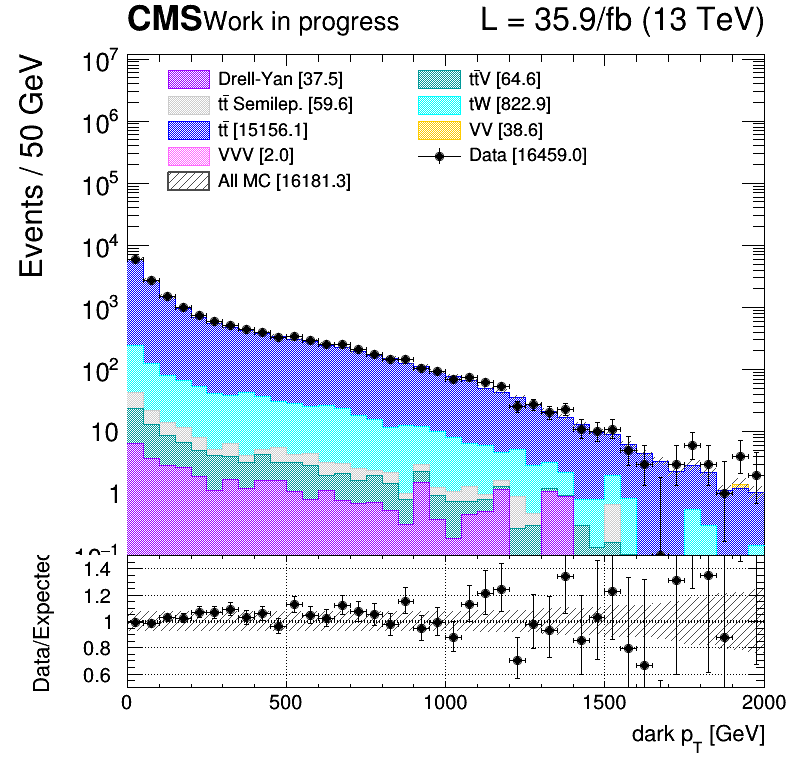 CMS Work in progress L = 35.9/fb (13 TeV)
Events / 50 GeV
10⁷
10⁶
10⁵
10⁴
10³
10²
10
1
10⁻¹
Drell-Yan [37.5]
tt̄ Semilep. [59.6]
tt̄ [15156.1]
VVV [2.0]
All MC [16181.3]
tt̄V [64.6]
tW [822.9]
VV [38.6]
Data [16459.0]
Data/Expected
1.4
1.2
1
0.8
0.6
0 500 1000 1500 2000
dark p_T [GeV]